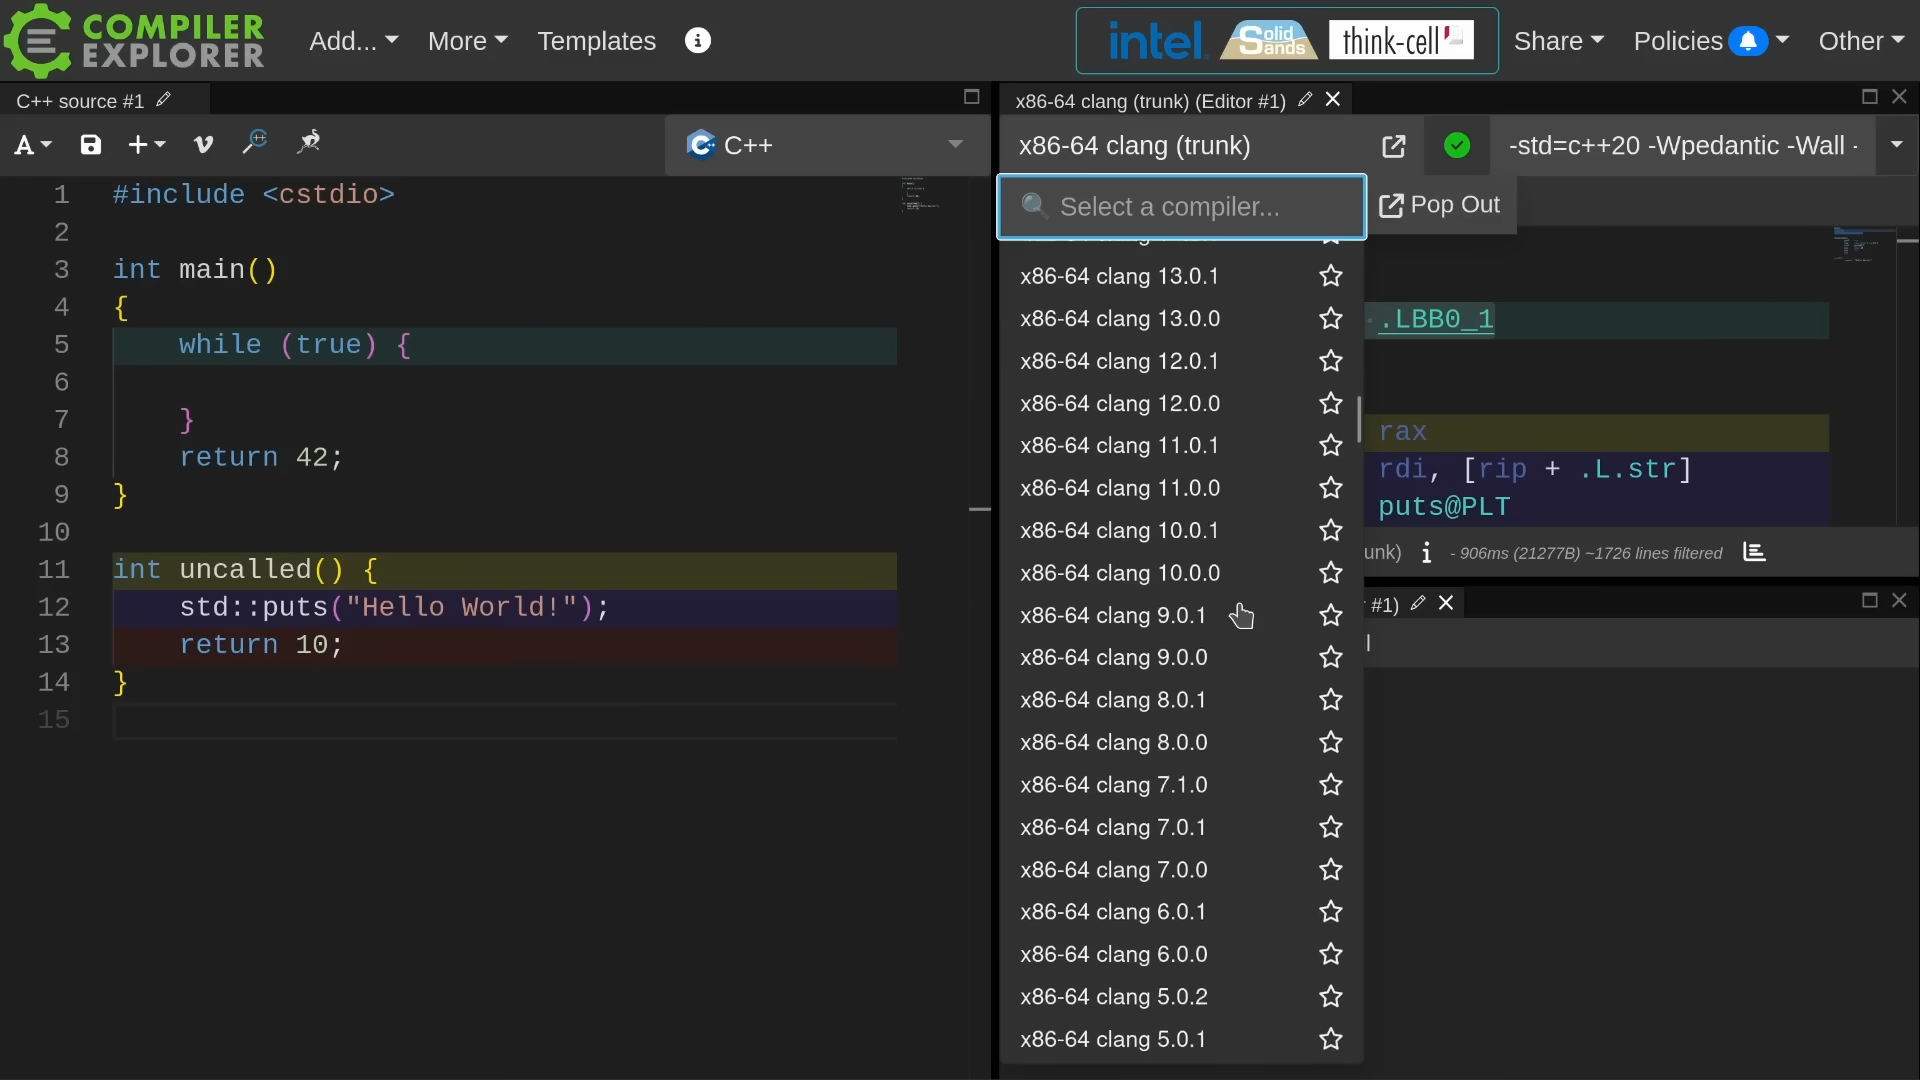 COMPILER EXPLORER
Add... More Templates
intel. Solid Sands think-cell
Share Policies Other
C++ source #1
A
C++
1 #include <cstdio>
2
3 int main()
4 {
5 while (true) {
6
7 }
8 return 42;
9 }
10
11 int uncalled() {
12 std::puts("Hello World!");
13 return 10;
14 }
15
x86-64 clang (trunk) (Editor #1)
x86-64 clang (trunk)
-std=c++20 -Wpedantic -Wall -
Select a compiler...
Pop Out
x86-64 clang 13.0.1
x86-64 clang 13.0.0
x86-64 clang 12.0.1
x86-64 clang 12.0.0
x86-64 clang 11.0.1
x86-64 clang 11.0.0
x86-64 clang 10.0.1
x86-64 clang 10.0.0
x86-64 clang 9.0.1
x86-64 clang 9.0.0
x86-64 clang 8.0.1
x86-64 clang 8.0.0
x86-64 clang 7.1.0
x86-64 clang 7.0.1
x86-64 clang 7.0.0
x86-64 clang 6.0.1
x86-64 clang 6.0.0
x86-64 clang 5.0.2
x86-64 clang 5.0.1
.LBB0_1
rax
rdi, [rip + .L.str]
puts@PLT
unk) - 906ms (21277B) ~1726 lines filtered
#1)